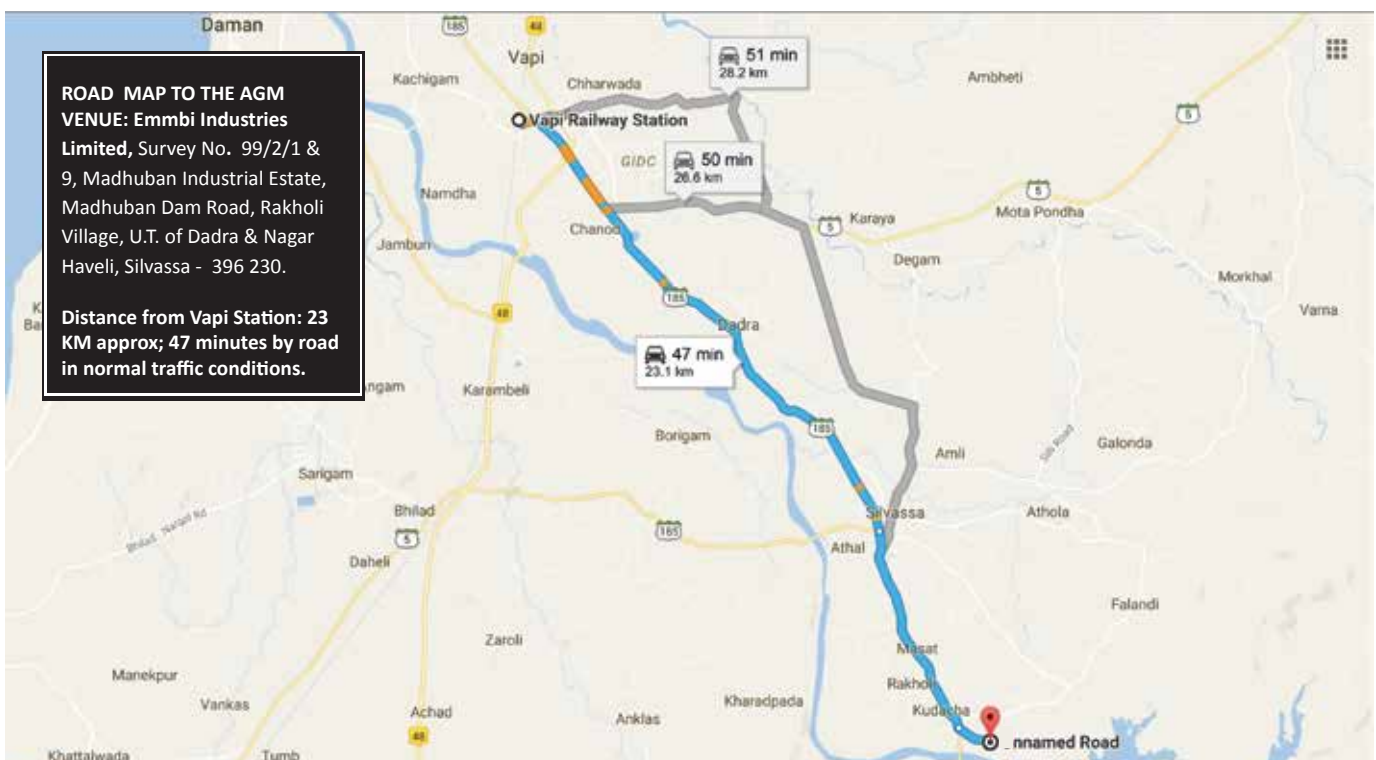 Daman
185
48
Vapi
51 min
28.2 km
Kachigam
Chharwada
Ambheti
ROAD MAP TO THE AGM
VENUE: Emmbi Industries
Limited, Survey No. 99/2/1 &
9, Madhuban Industrial Estate,
Madhuban Dam Road, Rakholi
Village, U.T. of Dadra & Nagar
Haveli, Silvassa - 396 230.
Distance from Vapi Station: 23
KM approx; 47 minutes by road
in normal traffic conditions.
Vapi Railway Station
5
GIDC
50 min
26.6 km
Namdha
5
Mota Pondha
Chanod
5
Karaya
Jamburi
Degam
Morkhal
185
Varna
48
Dadra
47 min
23.1 km
Angam
Karambeli
185
Borigam
Galonda
Amli
Silli Road
Sarigam
Bhilad
Silvassa
Athola
Bhilad Nargol Rd
5
185
Athal
Daheli
Falandi
Zaroli
Masat
Manekpur
Rakholi
Vankas
Achad
Anklas
Kharadpada
Kudacha
48
nnamed Road
Khattalwada
Tumb